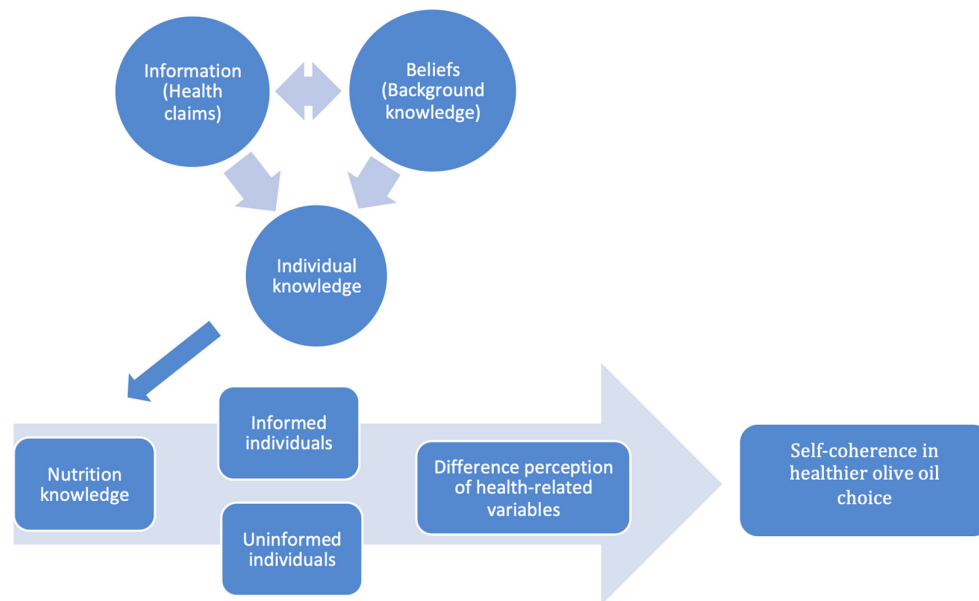 Information
(Health
claims)
Beliefs
(Background
knowledge)
Individual
knowledge
Nutrition
knowledge
Informed
individuals
Uninformed
individuals
Difference perception
of health-related
variables
Self-coherence in
healthier olive oil
choice